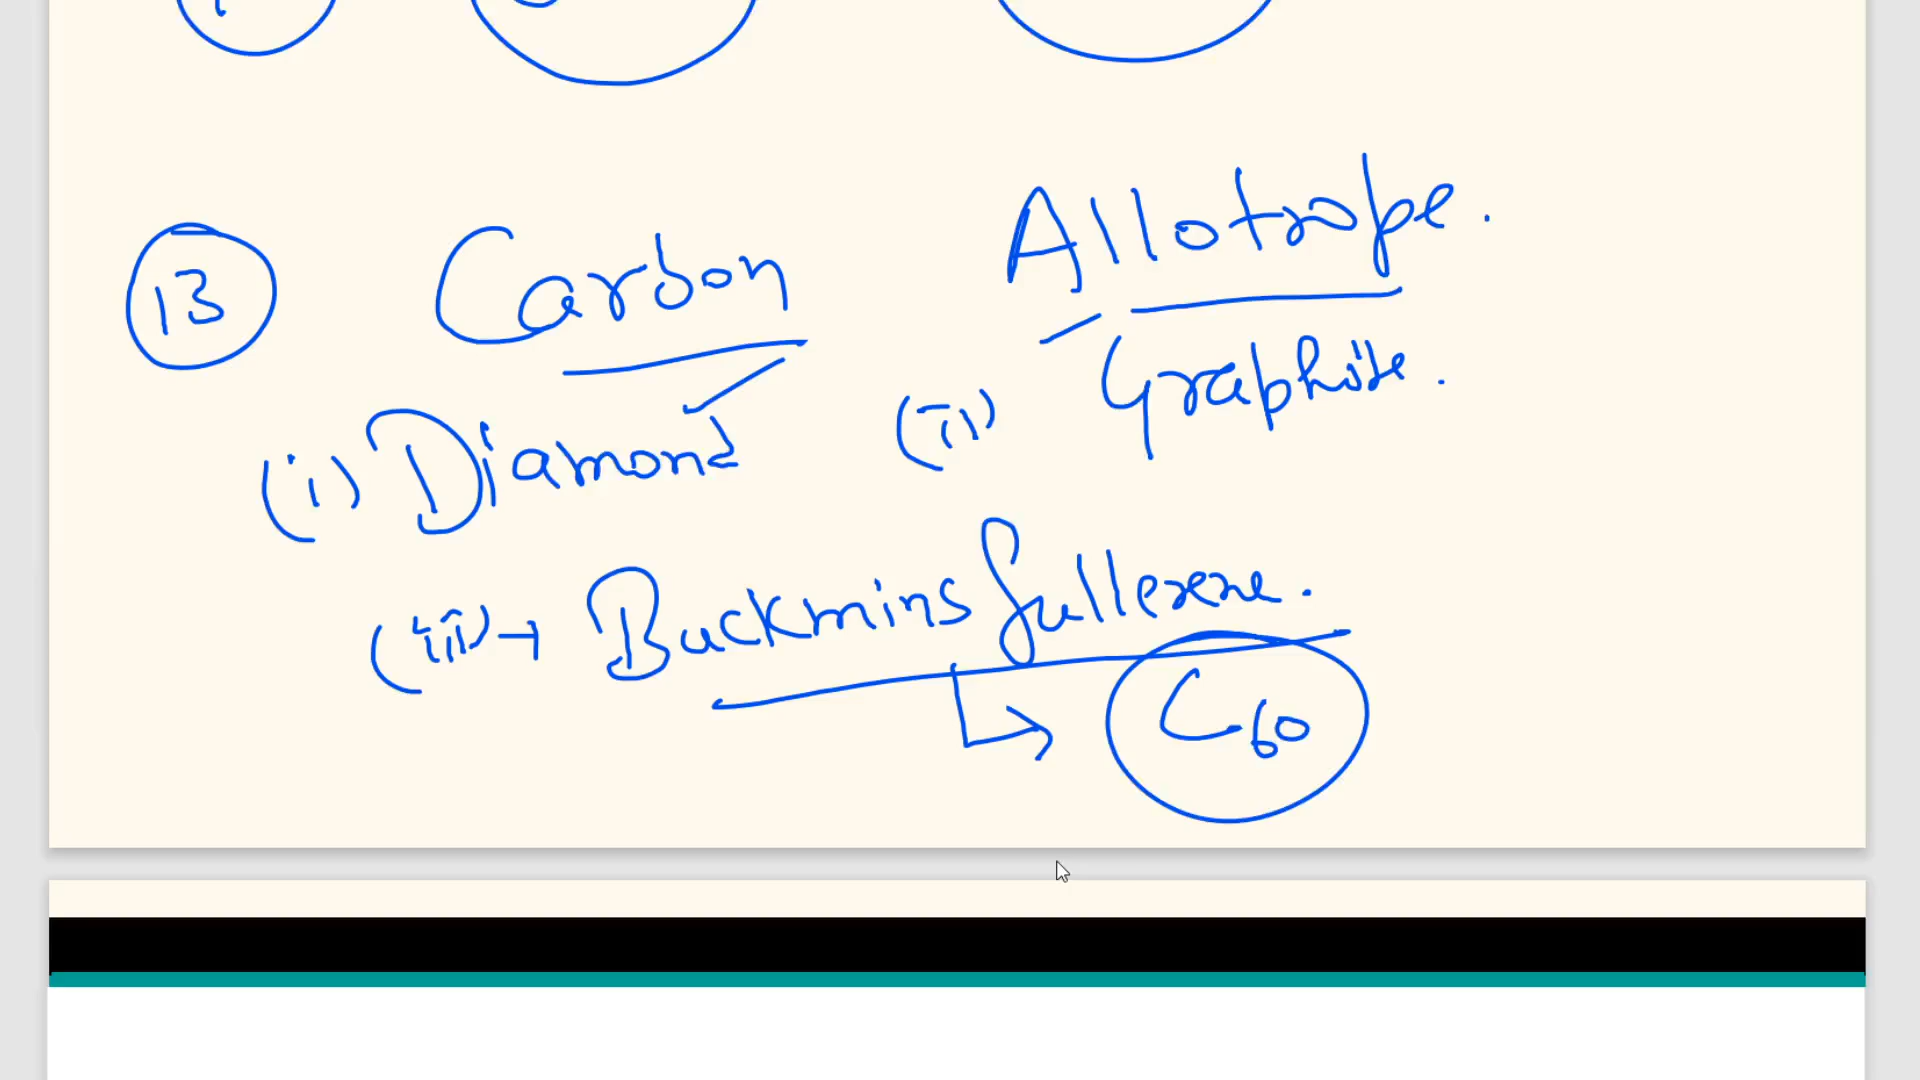 13 Carbon Allotrope.
(i) Diamond (ii) Graphite.
(iii) → Buckminsfullerene.
↳ C60